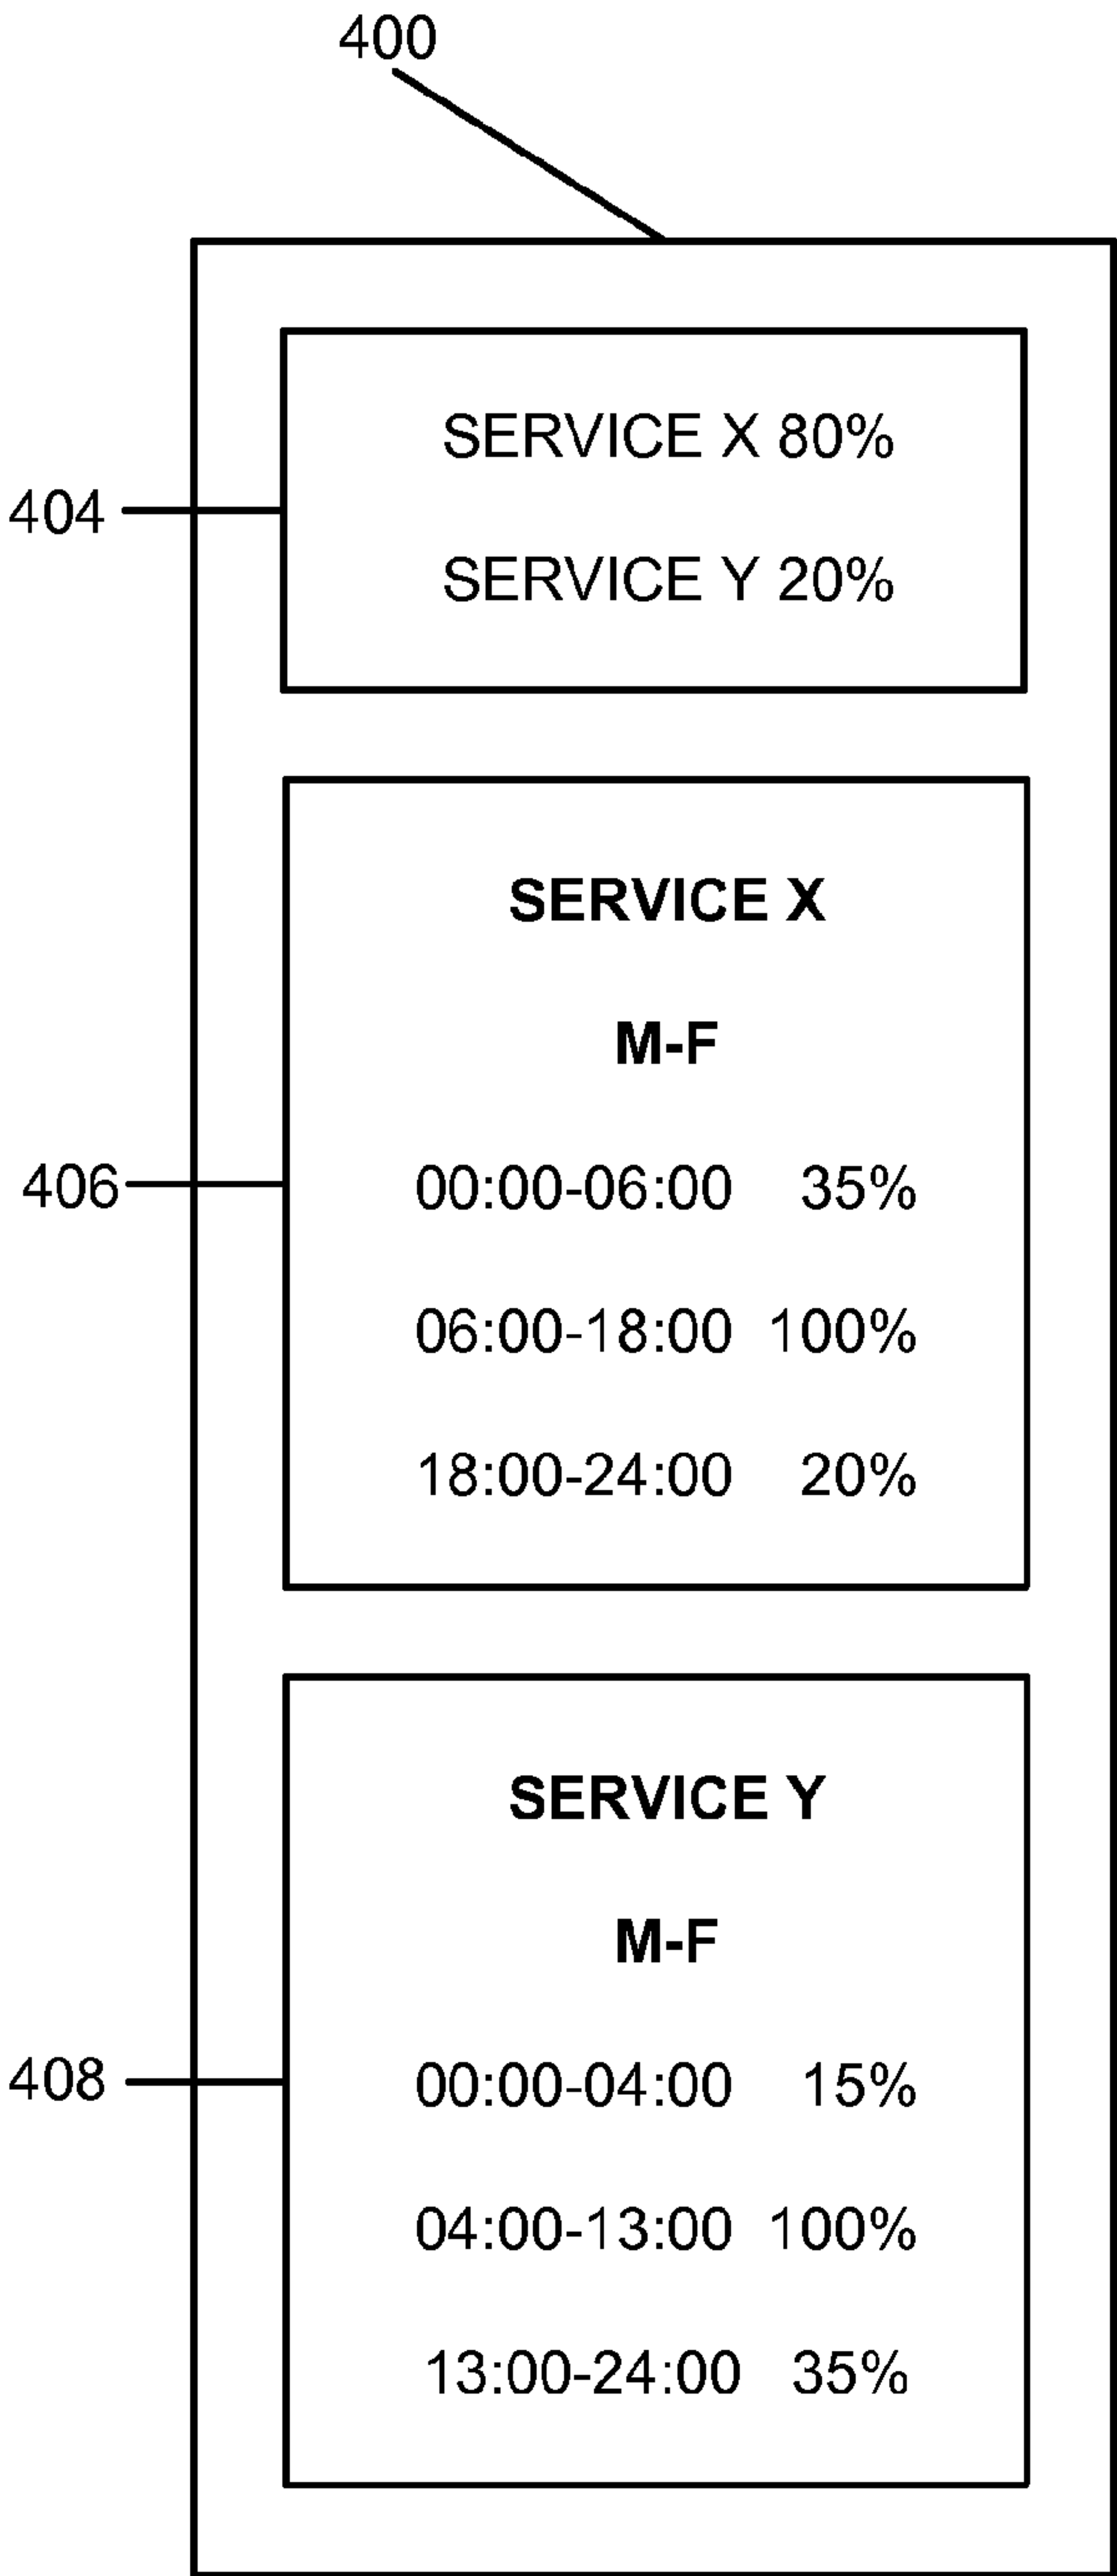 400
404
SERVICE X 80%
SERVICE Y 20%
406
SERVICE X
M-F
00:00-06:00 35%
06:00-18:00 100%
18:00-24:00 20%
408
SERVICE Y
M-F
00:00-04:00 15%
04:00-13:00 100%
13:00-24:00 35%